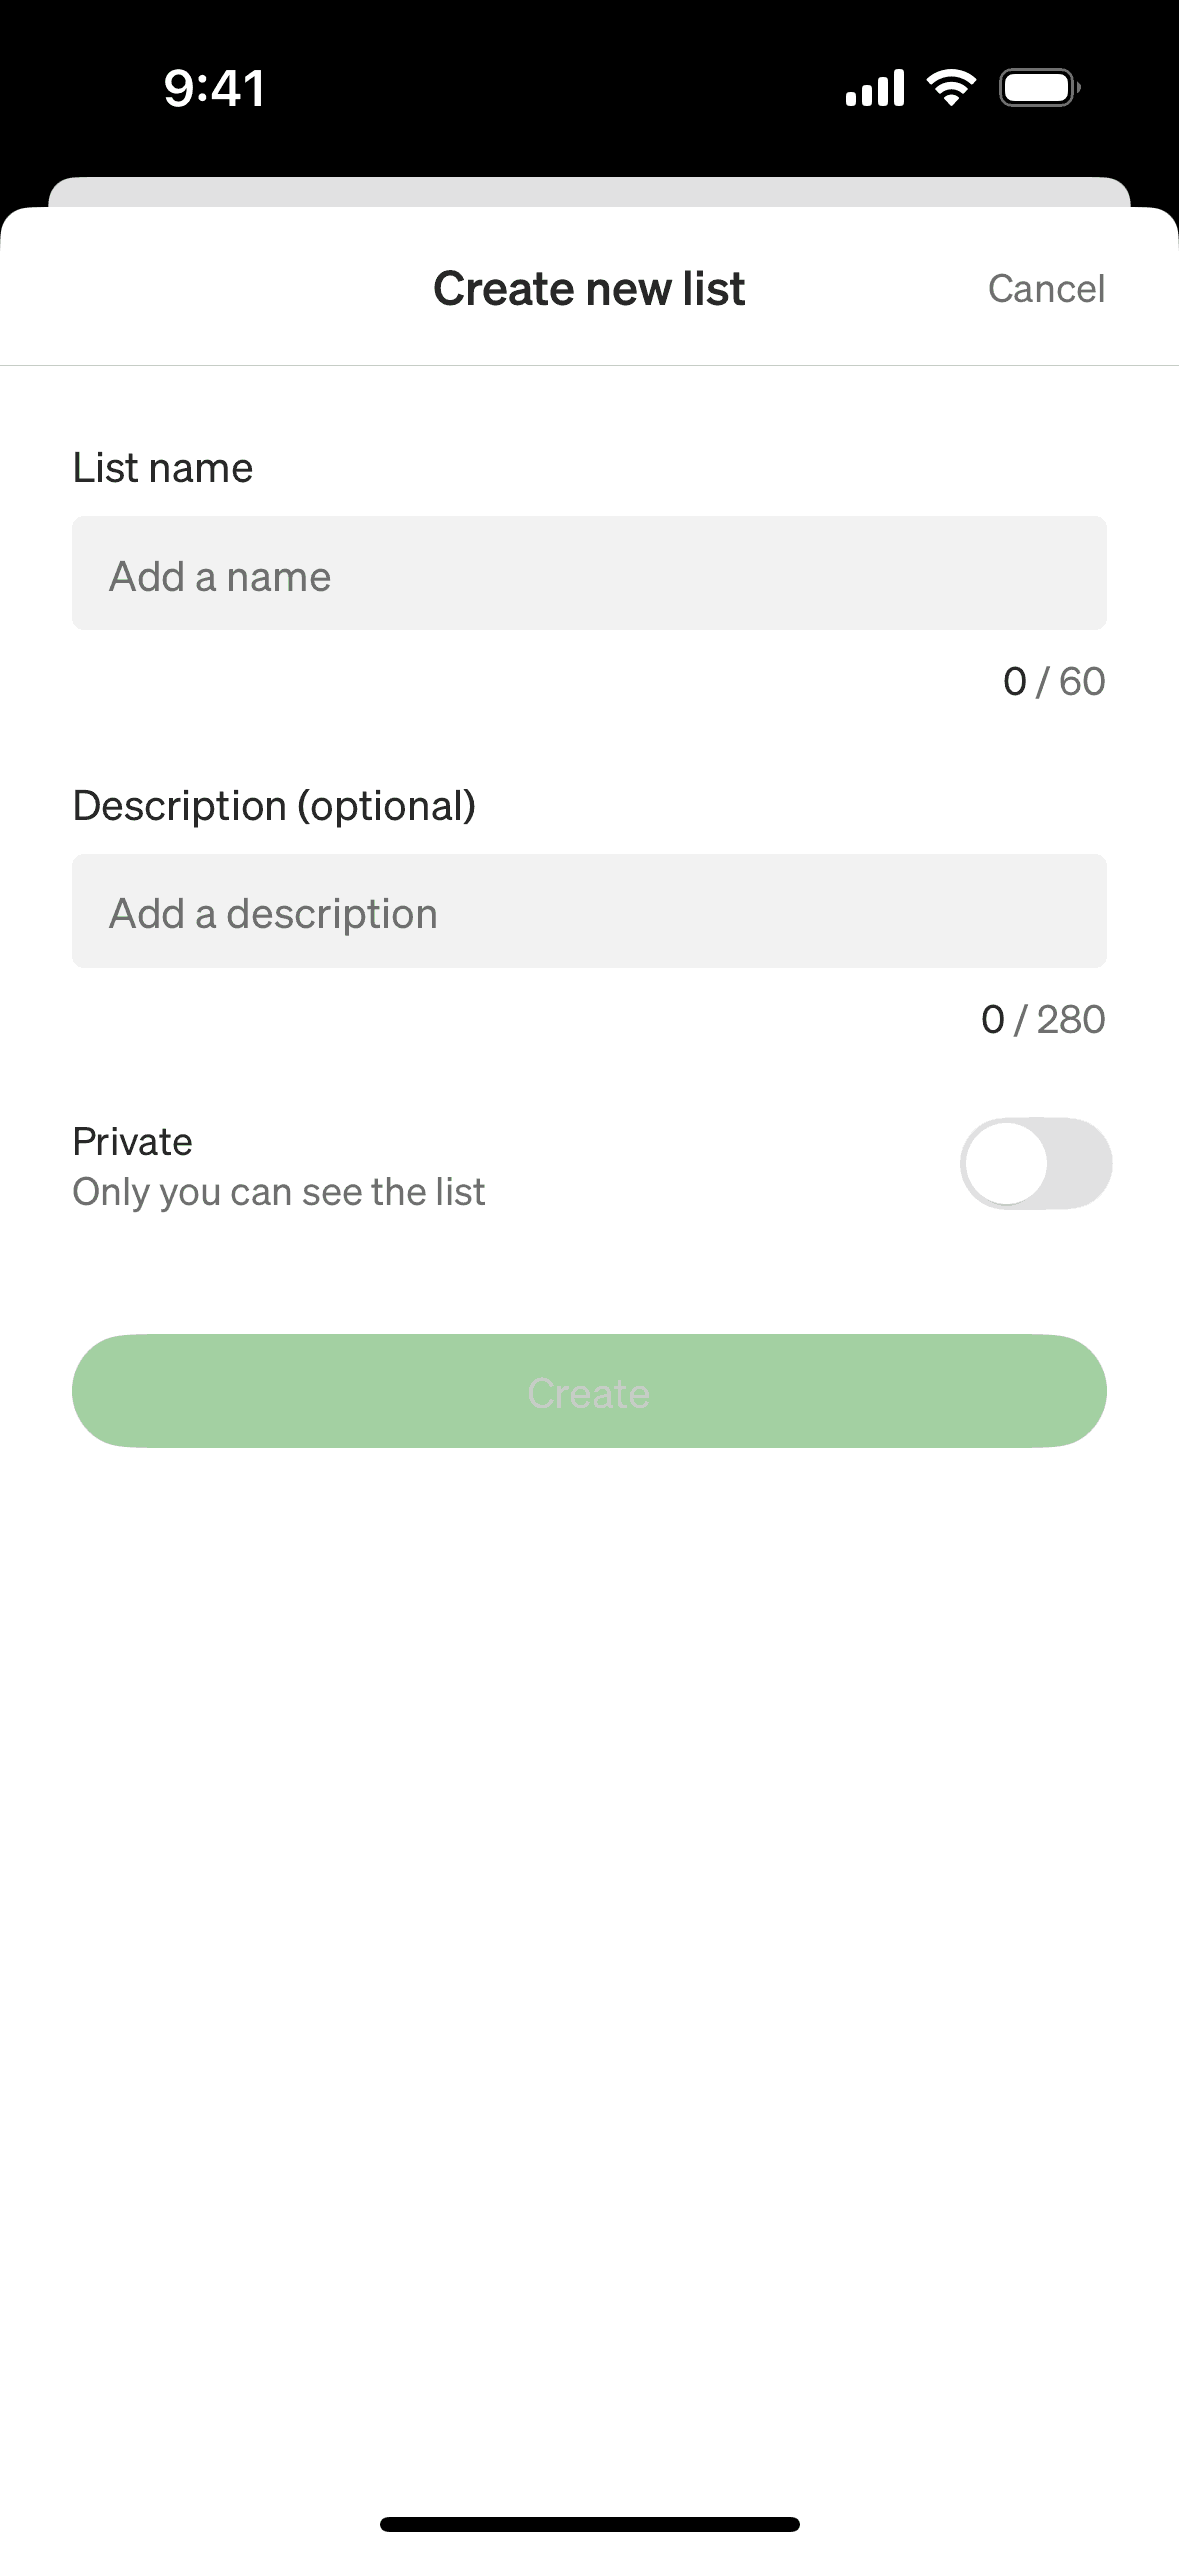 9:41
Create new list
Cancel
List name
Add a name
0 / 60
Description (optional)
Add a description
0 / 280
Private
Only you can see the list
Create